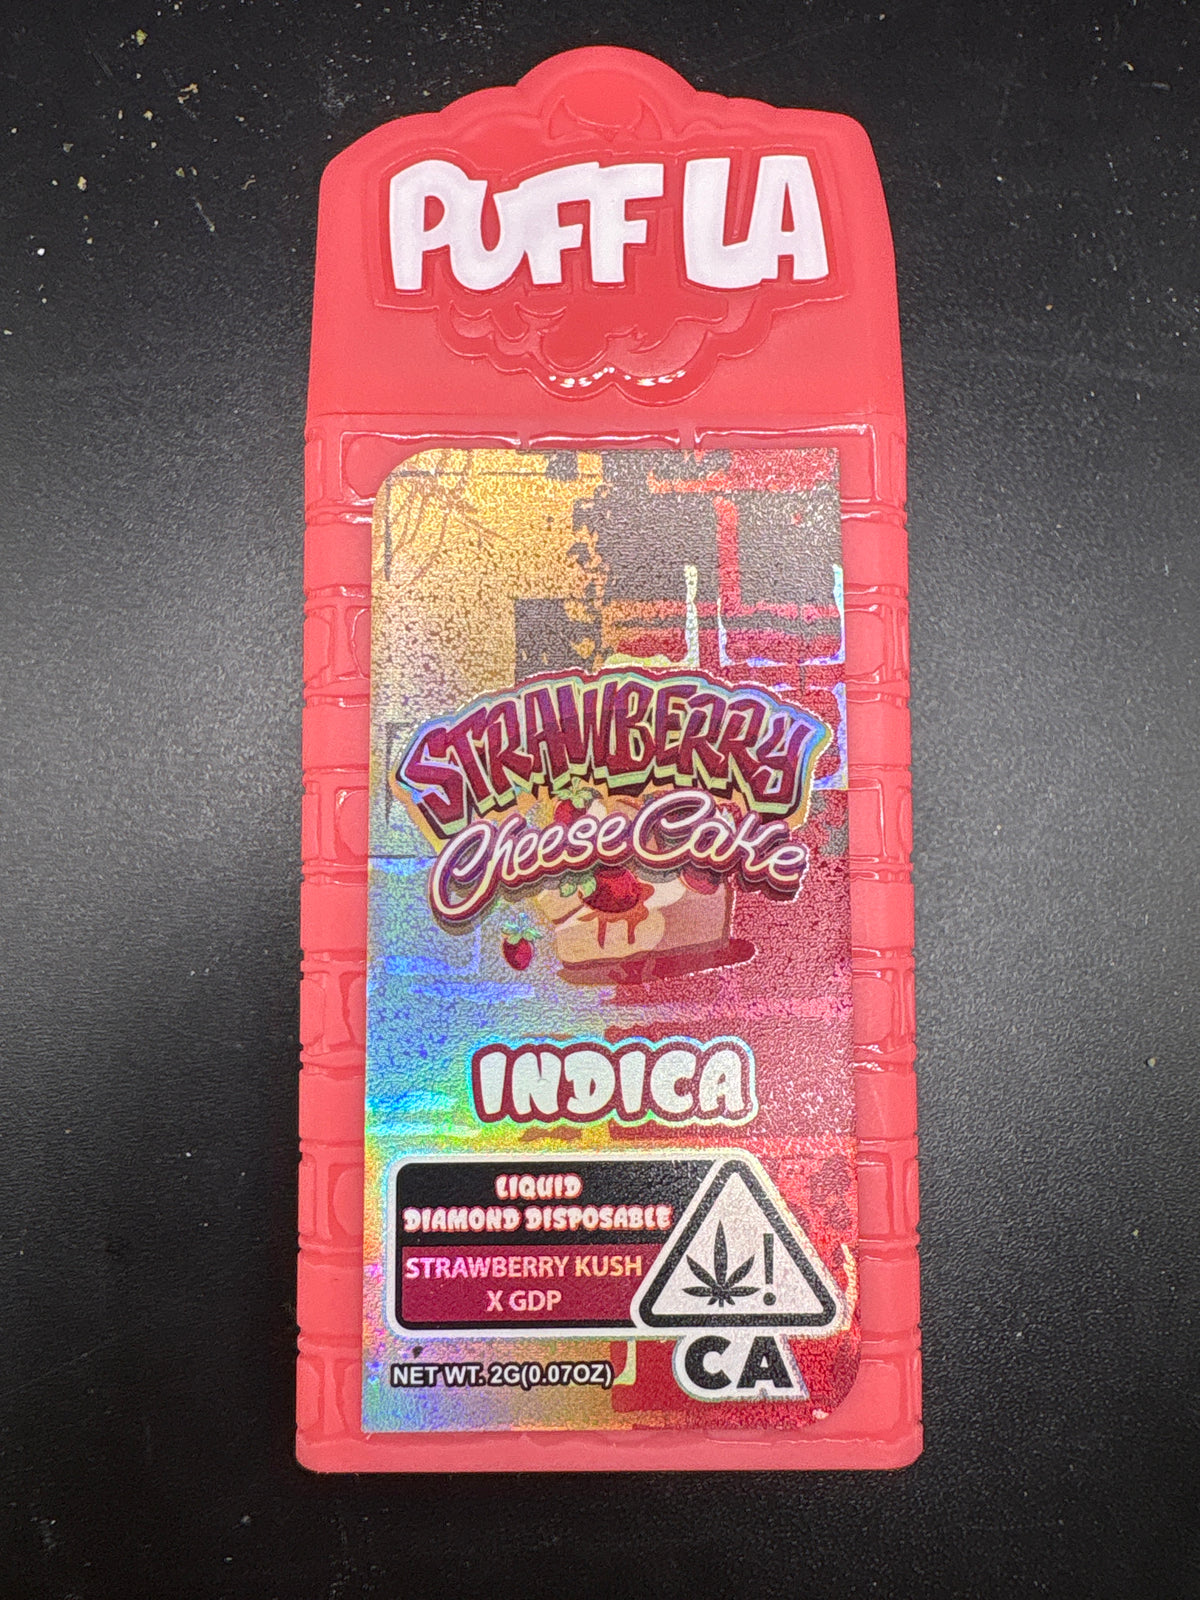 PUFF LA
STRAWBERRY
Cheese Cake
INDICA
LIQUID
DIAMOND DISPOSABLE
STRAWBERRY KUSH
X GDP
!
CA
NET WT. 2G(0.07OZ)